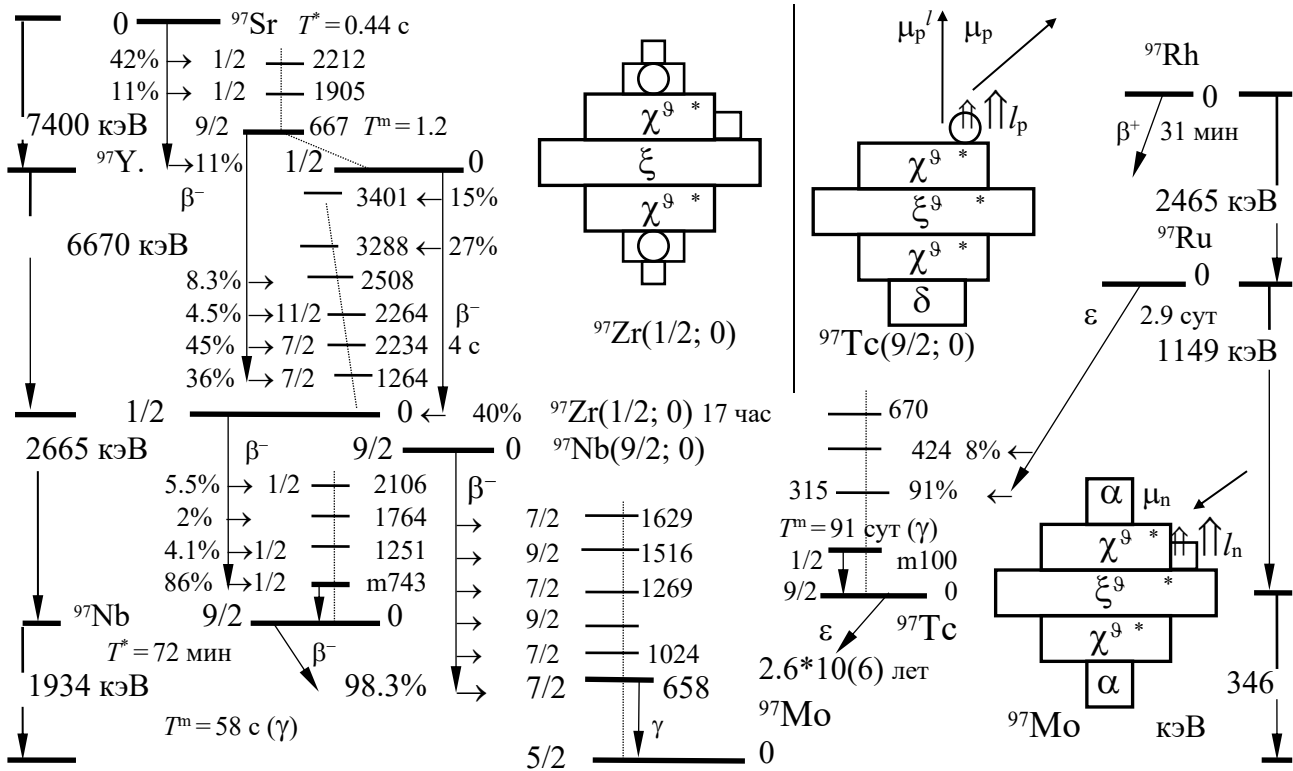 0 ⁹⁷Sr T* = 0.44 с
42% → 1/2 2212
11% → 1/2 1905
7400 кэВ 9/2 667 Tᵐ = 1.2
⁹⁷Y. → 11% 1/2 0
β⁻ 3401 ← 15%
6670 кэВ 3288 ← 27%
8.3% → 2508
4.5% → 11/2 2264 β⁻
45% → 7/2 2234 4 с
36% → 7/2 1264
1/2 0 ← 40% ⁹⁷Zr(1/2; 0) 17 час
2665 кэВ β⁻ 9/2 0 ⁹⁷Nb(9/2; 0)
5.5% → 1/2 2106 β⁻
2% → 1764
4.1% → 1/2 1251
86% → 1/2 m743
⁹⁷Nb 9/2 0
T* = 72 мин β⁻
1934 кэВ 98.3%
Tᵐ = 58 с (γ)
→ 7/2 1629
→ 9/2 1516
→ 7/2 1269
→ 9/2
→ 7/2 1024
→ 7/2 658
γ
5/2 0
⁹⁷Mo
χ^ϑ *
ξ
χ^ϑ *
⁹⁷Zr(1/2; 0)
μₚˡ μₚ
⇑ ⇑lₚ
χ^ϑ *
ξ^ϑ *
χ^ϑ *
δ
⁹⁷Tc(9/2; 0)
⁹⁷Rh
0
β⁺ 31 мин
2465 кэВ
⁹⁷Ru
0
ε 2.9 сут
1149 кэВ
670
424 8% ←
315 91% ←
Tᵐ = 91 сут (γ)
1/2 m100
9/2 0
ε ⁹⁷Tc
2.6*10(6) лет
α μₙ
χ^ϑ * ⇑ ⇑lₙ
ξ^ϑ *
χ^ϑ *
α
346
⁹⁷Mo кэВ